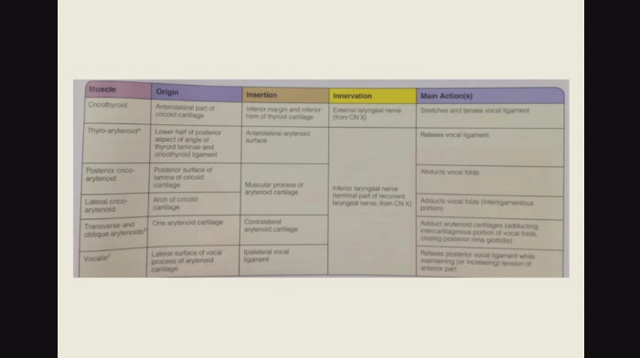 Muscle
Origin
Insertion
Innervation
Main Action(s)
Cricothyroid
Anterolateral part of
cricoid cartilage
Inferior margin and inferior
horn of thyroid cartilage
External laryngeal nerve
(from CN X)
Stretches and tenses vocal ligament
Thyro-arytenoid
Lower half of posterior
aspect of angle of
thyroid laminae and
cricothyroid ligament
Anterolateral arytenoid
surface
Relaxes vocal ligament
Posterior crico-
arytenoid
Posterior surface of
lamina of cricoid
cartilage
Muscular process of
arytenoid cartilage
Inferior laryngeal nerve
(terminal part of recurrent
laryngeal nerve, from CN X)
Abducts vocal folds
Lateral crico-
arytenoid
Arch of cricoid
cartilage
Adducts vocal folds (interligamentous
portion)
Transverse and
oblique arytenoids
One arytenoid cartilage
Contralateral
arytenoid cartilage
Adduct arytenoid cartilages (adducting
intercartilaginous portion of vocal folds,
closing posterior rima glottidis)
Vocalis
Lateral surface of vocal
process of arytenoid
cartilage
Ipsilateral vocal
ligament
Relaxes posterior vocal ligament while
maintaining (or increasing) tension of
anterior part